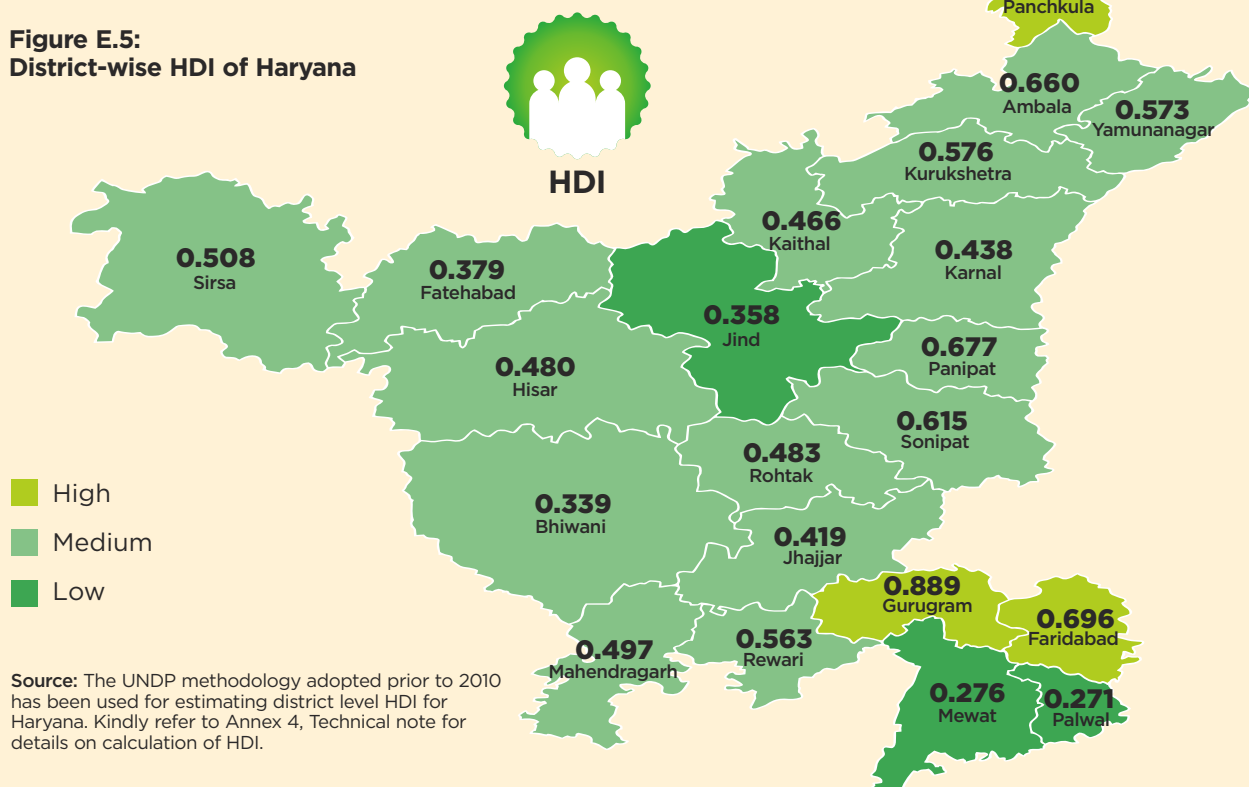 Figure E.5:
District-wise HDI of Haryana
HDI
Panchkula
0.660
Ambala
0.573
Yamunanagar
0.576
Kurukshetra
0.466
Kaithal
0.438
Karnal
0.508
Sirsa
0.379
Fatehabad
0.358
Jind
0.677
Panipat
0.480
Hisar
0.615
Sonipat
0.483
Rohtak
0.339
Bhiwani
0.419
Jhajjar
0.889
Gurugram
0.696
Faridabad
0.563
Rewari
0.497
Mahendragarh
0.276
Mewat
0.271
Palwal
High
Medium
Low
Source: The UNDP methodology adopted prior to 2010
has been used for estimating district level HDI for
Haryana. Kindly refer to Annex 4, Technical note for
details on calculation of HDI.